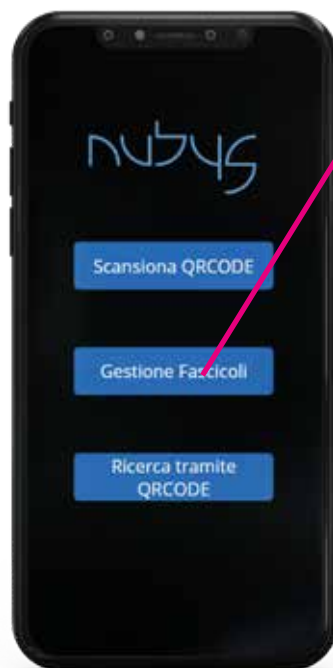 nubys
Scansiona QRCODE
Gestione Fascicoli
Ricerca tramite
QRCODE